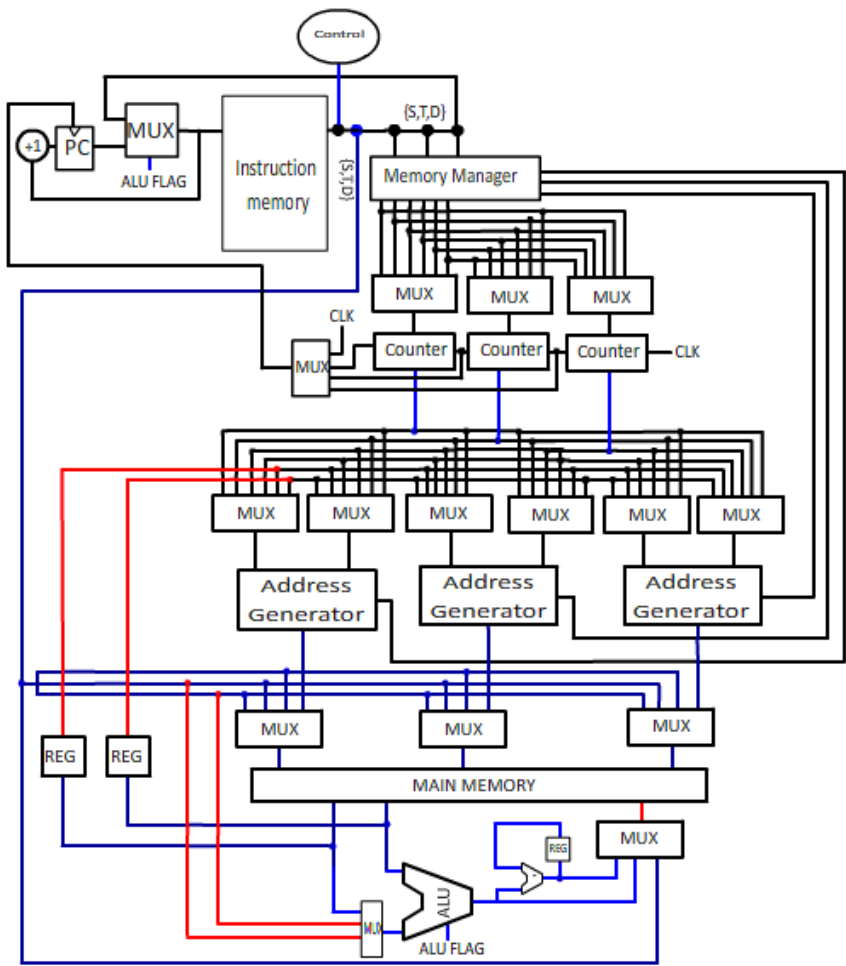 Control
{S,T,D}
MUX
+1
PC
ALU FLAG
Instruction
memory
{S,T,D}
Memory Manager
MUX
MUX
MUX
CLK
Counter
Counter
Counter
CLK
MUX
MUX
MUX
MUX
MUX
MUX
MUX
Address
Generator
Address
Generator
Address
Generator
MUX
MUX
MUX
REG
REG
MAIN MEMORY
MUX
REG
ALU
MUX
ALU FLAG